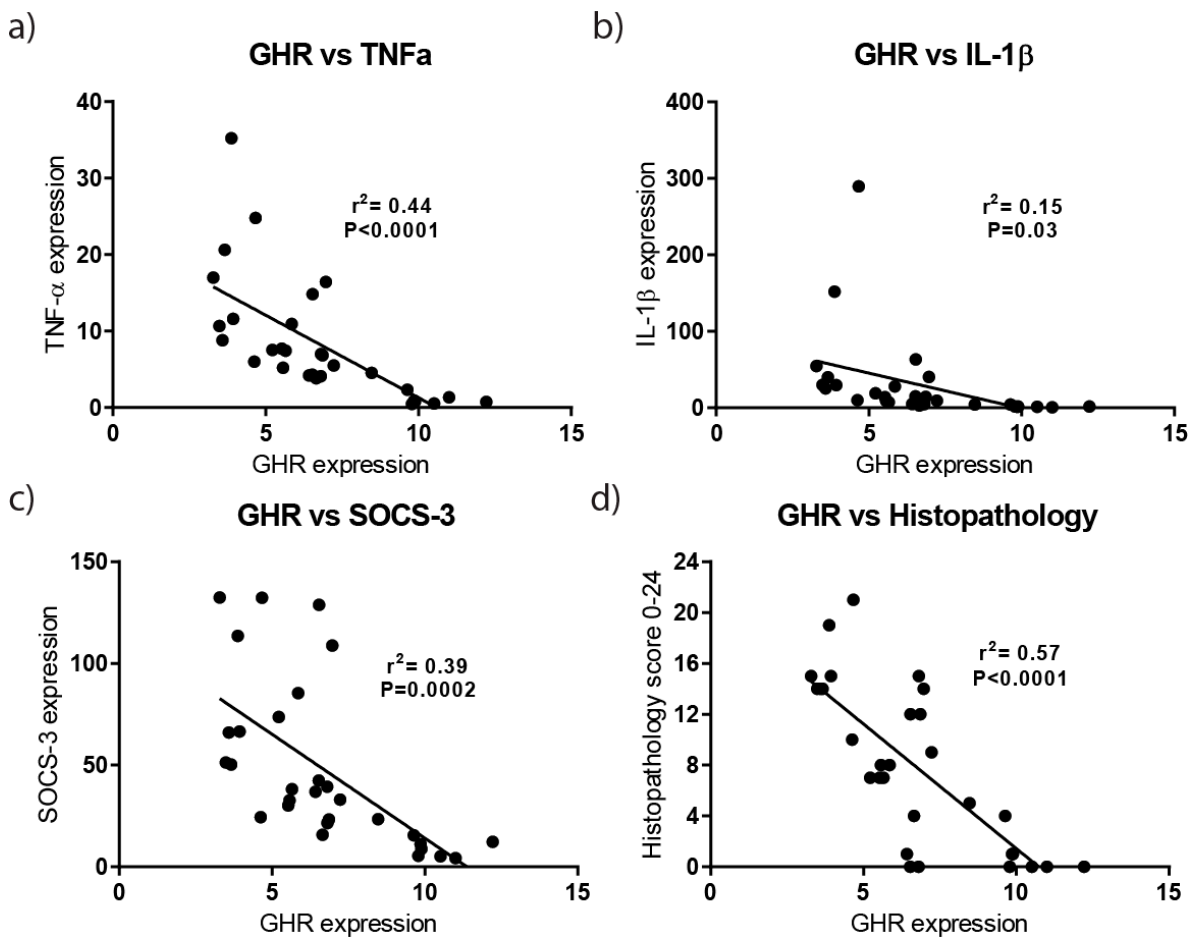 a)
GHR vs TNFa
40
30
20
10
0
TNF-α expression
r²= 0.44
P<0.0001
0 5 10 15
GHR expression
b)
GHR vs IL-1β
400
300
200
100
0
IL-1β expression
r²= 0.15
P=0.03
0 5 10 15
GHR expression
c)
GHR vs SOCS-3
150
100
50
0
SOCS-3 expression
r²= 0.39
P=0.0002
0 5 10 15
GHR expression
d)
GHR vs Histopathology
24
20
16
12
8
4
0
Histopathology score 0-24
r²= 0.57
P<0.0001
0 5 10 15
GHR expression